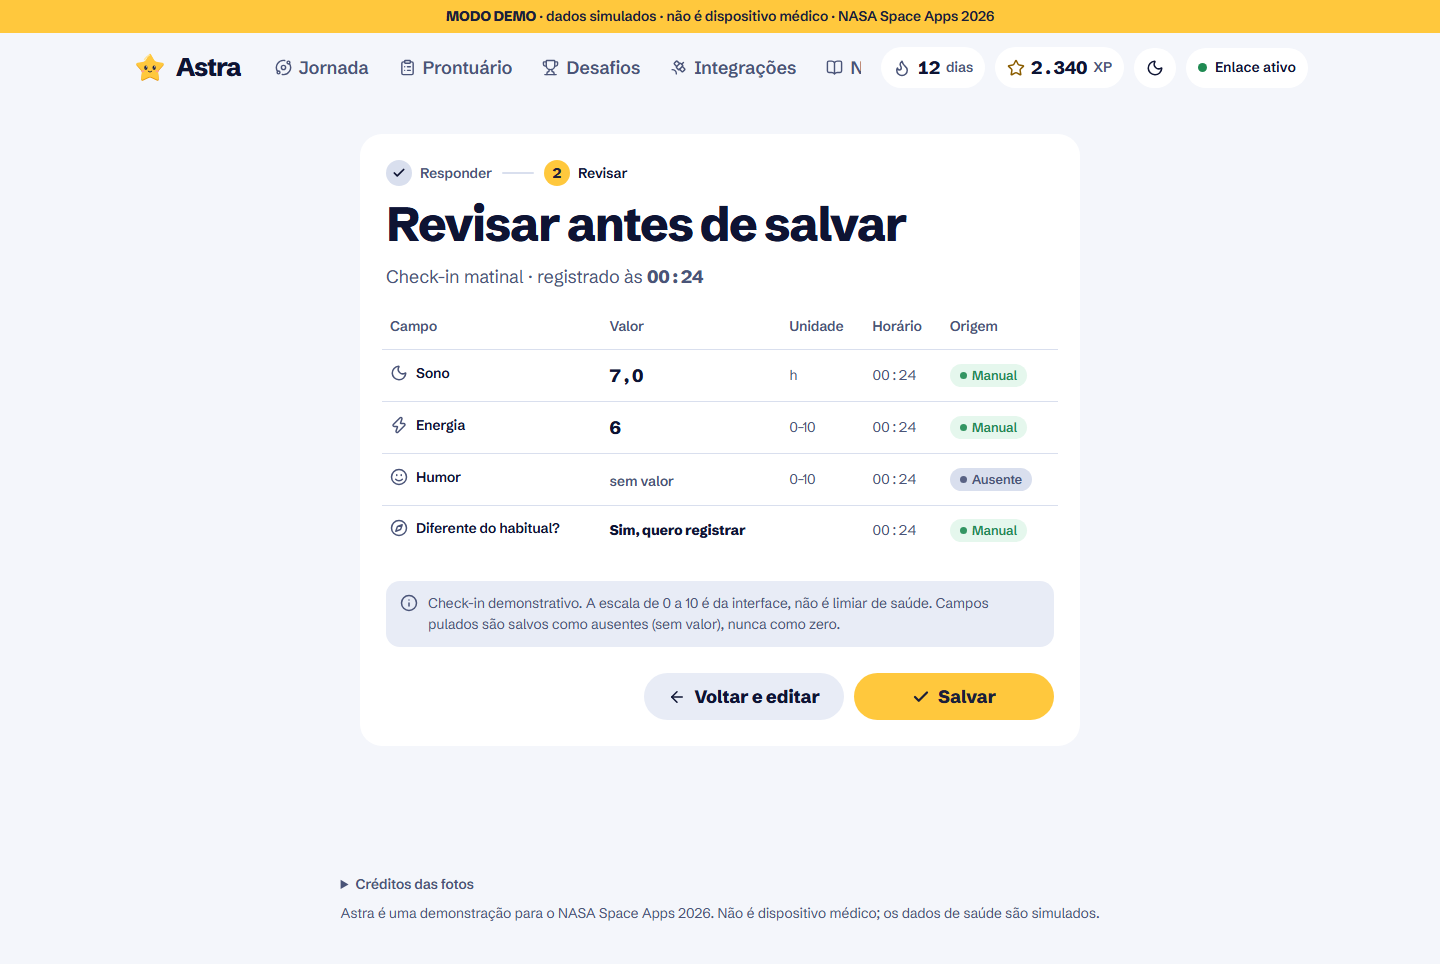 MODO DEMO · dados simulados · não é dispositivo médico · NASA Space Apps 2026
Astra Jornada Prontuário Desafios Integrações N 12 dias 2.340 XP Enlace ativo
Responder 2 Revisar
Revisar antes de salvar
Check-in matinal · registrado às 00:24
Campo Valor Unidade Horário Origem
Sono 7,0 h 00:24 Manual
Energia 6 0-10 00:24 Manual
Humor sem valor 0-10 00:24 Ausente
Diferente do habitual? Sim, quero registrar 00:24 Manual
Check-in demonstrativo. A escala de 0 a 10 é da interface, não é limiar de saúde. Campos
pulados são salvos como ausentes (sem valor), nunca como zero.
Voltar e editar Salvar
Créditos das fotos
Astra é uma demonstração para o NASA Space Apps 2026. Não é dispositivo médico; os dados de saúde são simulados.